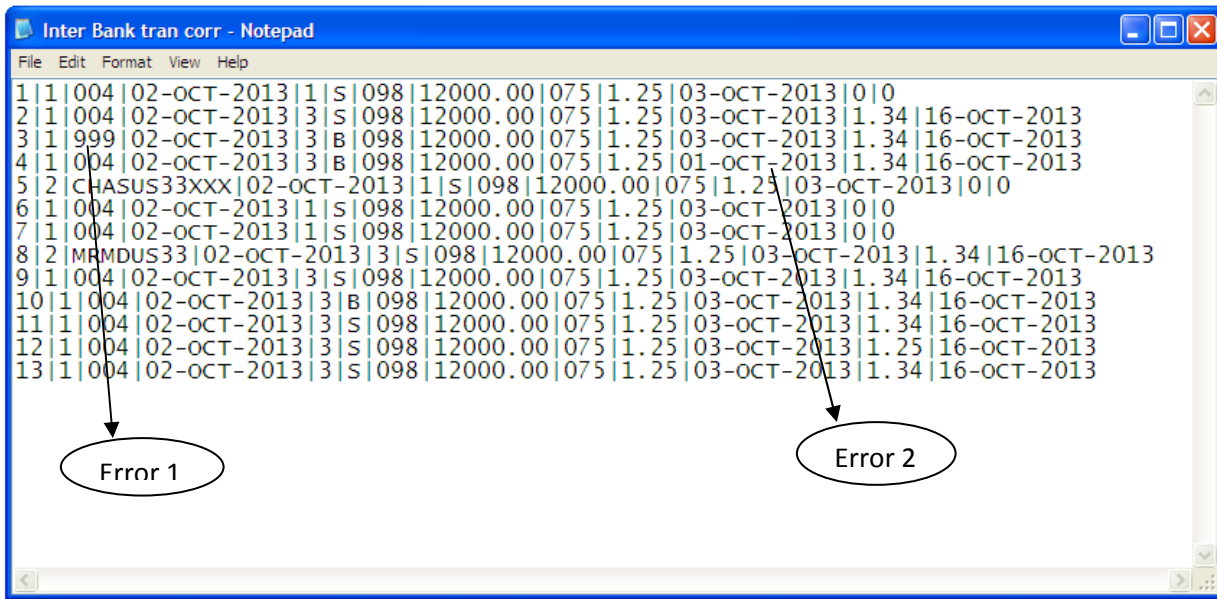 Inter Bank tran corr - Notepad
File Edit Format View Help
1|1|004|02-OCT-2013|1|S|098|12000.00|075|1.25|03-OCT-2013|0|0
2|1|004|02-OCT-2013|3|S|098|12000.00|075|1.25|03-OCT-2013|1.34|16-OCT-2013
3|1|999|02-OCT-2013|3|B|098|12000.00|075|1.25|03-OCT-2013|1.34|16-OCT-2013
4|1|004|02-OCT-2013|3|B|098|12000.00|075|1.25|01-OCT-2013|1.34|16-OCT-2013
5|2|CHASUS33XXX|02-OCT-2013|1|S|098|12000.00|075|1.25|03-OCT-2013|0|0
6|1|004|02-OCT-2013|1|S|098|12000.00|075|1.25|03-OCT-2013|0|0
7|1|004|02-OCT-2013|1|S|098|12000.00|075|1.25|03-OCT-2013|0|0
8|2|MRMDUS33|02-OCT-2013|3|S|098|12000.00|075|1.25|03-OCT-2013|1.34|16-OCT-2013
9|1|004|02-OCT-2013|3|S|098|12000.00|075|1.25|03-OCT-2013|1.34|16-OCT-2013
10|1|004|02-OCT-2013|3|B|098|12000.00|075|1.25|03-OCT-2013|1.34|16-OCT-2013
11|1|004|02-OCT-2013|3|S|098|12000.00|075|1.25|03-OCT-2013|1.34|16-OCT-2013
12|1|004|02-OCT-2013|3|S|098|12000.00|075|1.25|03-OCT-2013|1.25|16-OCT-2013
13|1|004|02-OCT-2013|3|S|098|12000.00|075|1.25|03-OCT-2013|1.34|16-OCT-2013
Error 1
Error 2